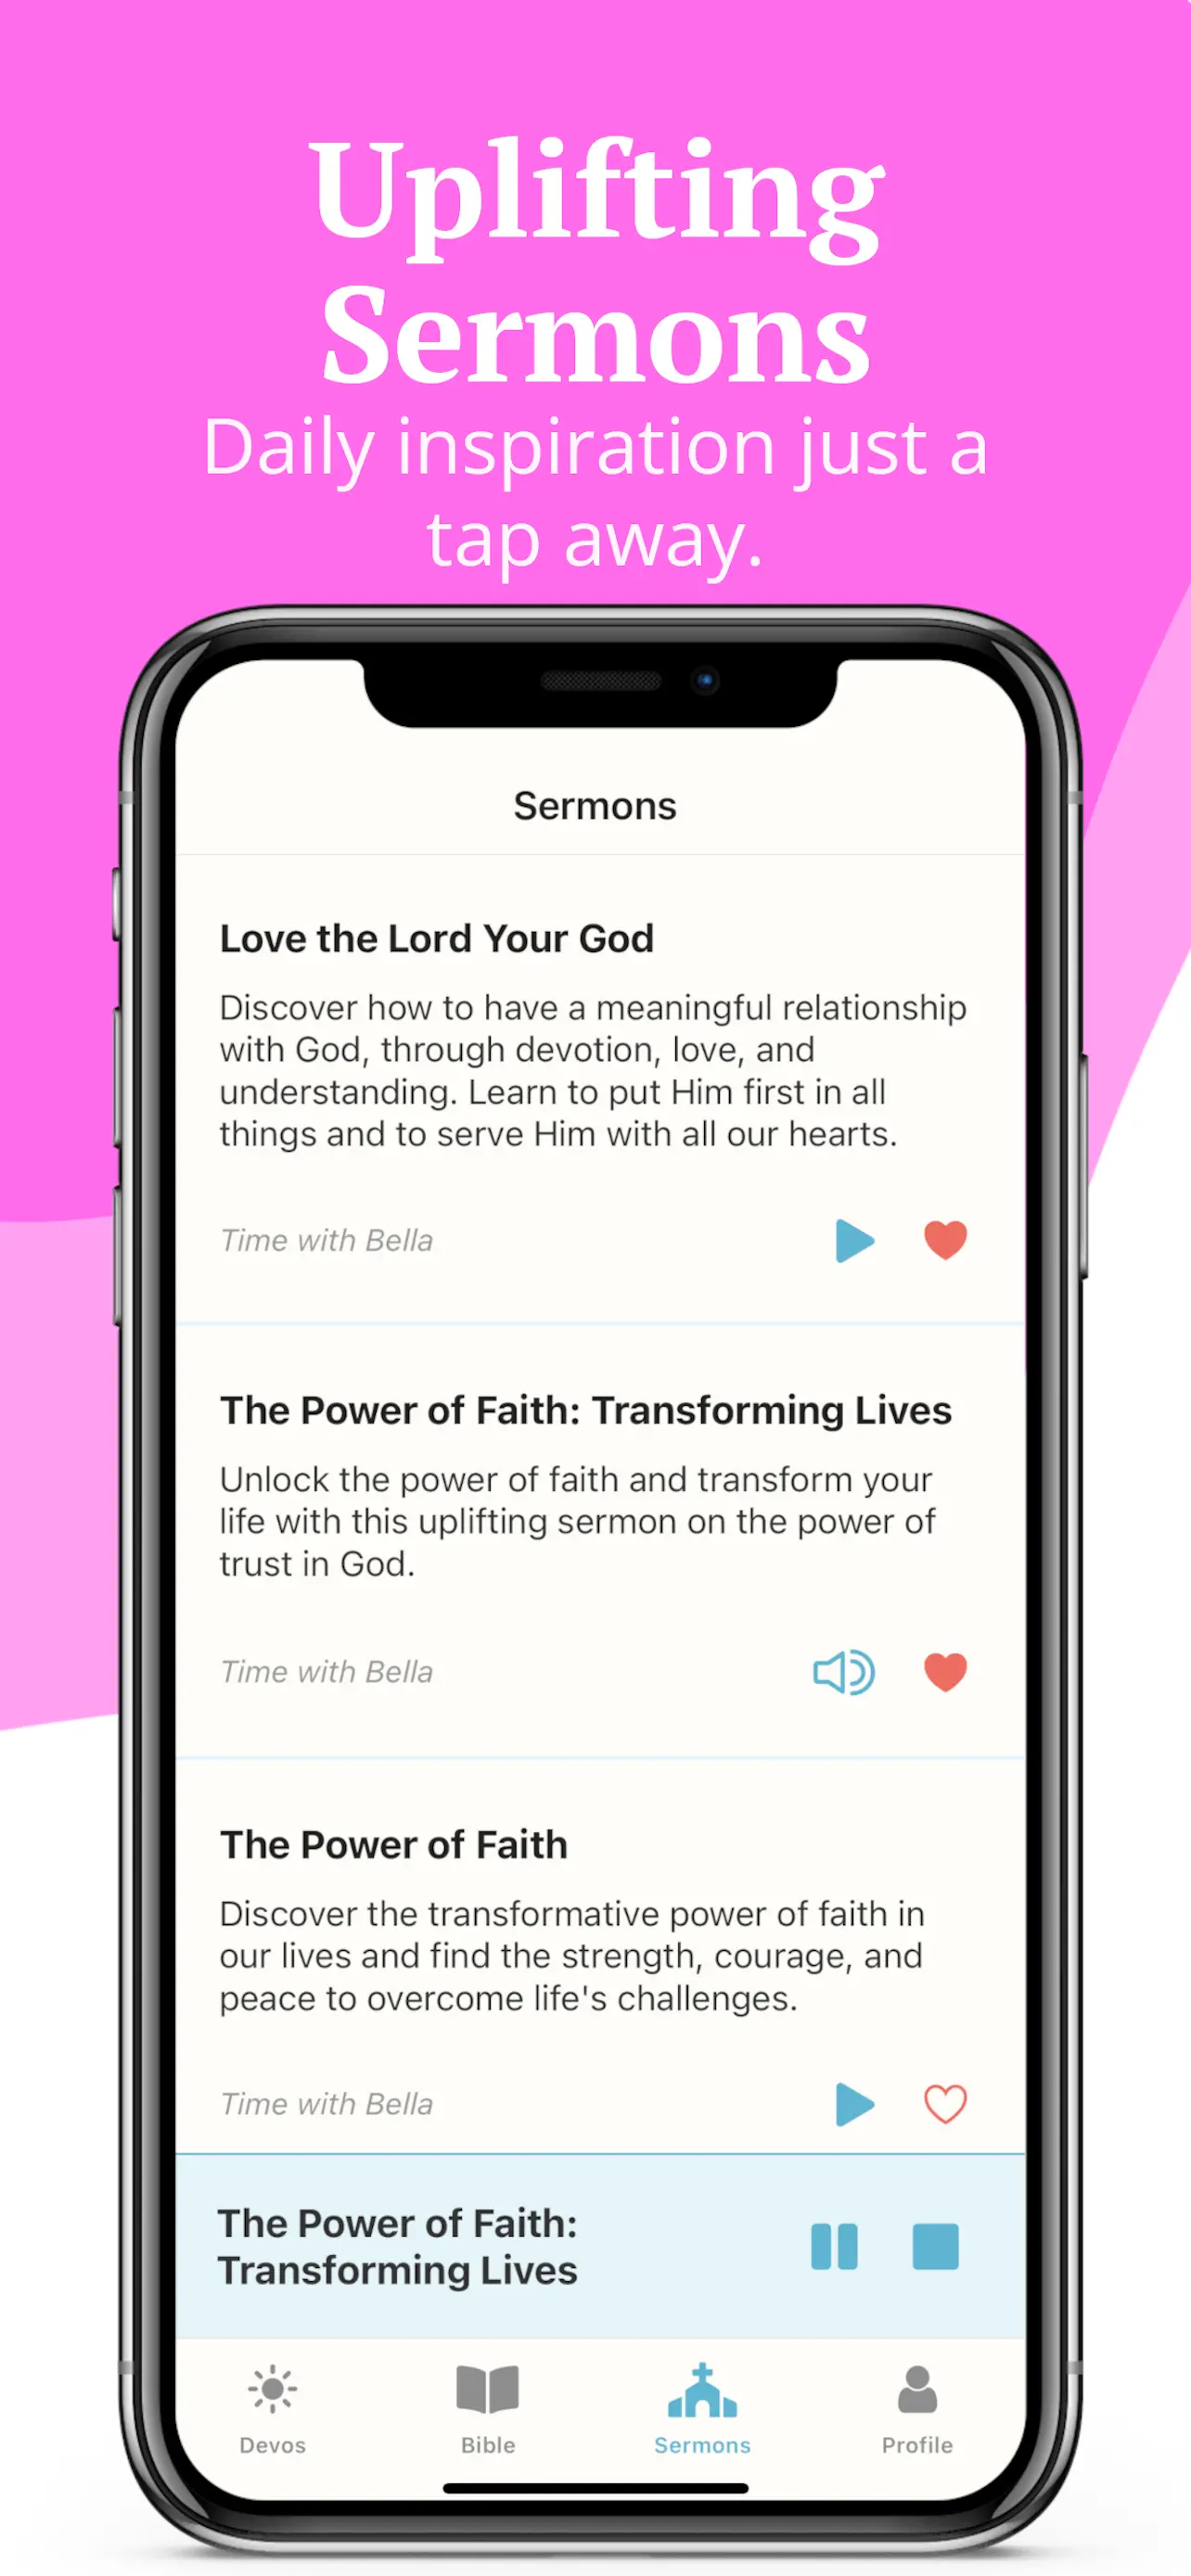 Uplifting
Sermons
Daily inspiration just a
tap away.
Sermons
Love the Lord Your God
Discover how to have a meaningful relationship
with God, through devotion, love, and
understanding. Learn to put Him first in all
things and to serve Him with all our hearts.
Time with Bella
The Power of Faith: Transforming Lives
Unlock the power of faith and transform your
life with this uplifting sermon on the power of
trust in God.
Time with Bella
The Power of Faith
Discover the transformative power of faith in
our lives and find the strength, courage, and
peace to overcome life's challenges.
Time with Bella
The Power of Faith:
Transforming Lives
Devos
Bible
Sermons
Profile